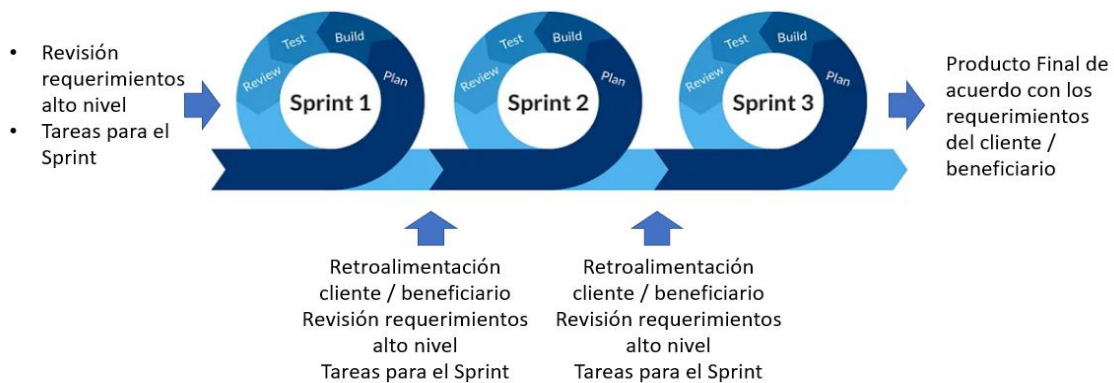 • Revisión
requerimientos
alto nivel
• Tareas para el
Sprint
Review
Test
Build
Plan
Sprint 1
Review
Test
Build
Plan
Sprint 2
Review
Test
Build
Plan
Sprint 3
Producto Final de
acuerdo con los
requerimientos
del cliente /
beneficiario
Retroalimentación
cliente / beneficiario
Revisión requerimientos
alto nivel
Tareas para el Sprint
Retroalimentación
cliente / beneficiario
Revisión requerimientos
alto nivel
Tareas para el Sprint